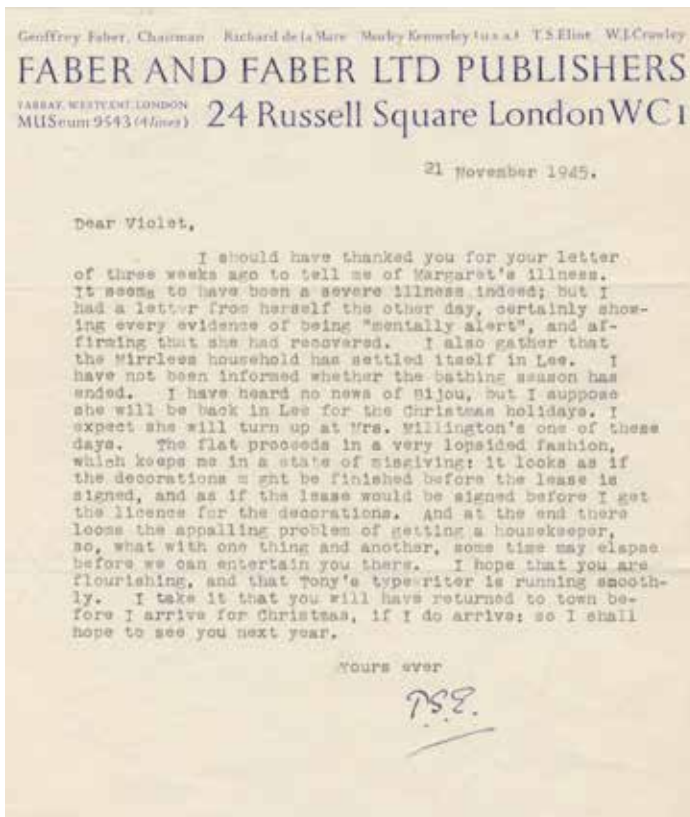 Geoffrey Faber, Chairman Richard de la Mare Morley Kennerley (u.s.a.) T.S.Eliot W.J.Crawley
FABER AND FABER LTD PUBLISHERS
FABBAF, WESTCENT, LONDON
MUSeum 9543 (4 lines) 24 Russell Square London WC1
21 November 1945.
Dear Violet,
I should have thanked you for your letter
of three weeks ago to tell me of Margaret's illness.
It seems to have been a severe illness indeed; but I
had a letter from herself the other day, certainly show-
ing every evidence of being "mentally alert", and af-
firming that she had recovered. I also gather that
the Mirrlees household has settled itself in Lee. I
have not been informed whether the bathing season has
ended. I have heard no news of Bijou, but I suppose
she will be back in Lee for the Christmas holidays. I
expect she will turn up at Mrs. Millington's one of these
days. The flat proceeds in a very lopsided fashion,
which keeps me in a state of misgiving: it looks as if
the decorations m ght be finished before the lease is
signed, and as if the lease would be signed before I get
the licence for the decorations. And at the end there
looms the appalling problem of getting a housekeeper,
so, what with one thing and another, some time may elapse
before we can entertain you there. I hope that you are
flourishing, and that Tony's typewriter is running smooth-
ly. I take it that you will have returned to town be-
fore I arrive for Christmas, if I do arrive: so I shall
hope to see you next year.
Yours ever
T.S.E.